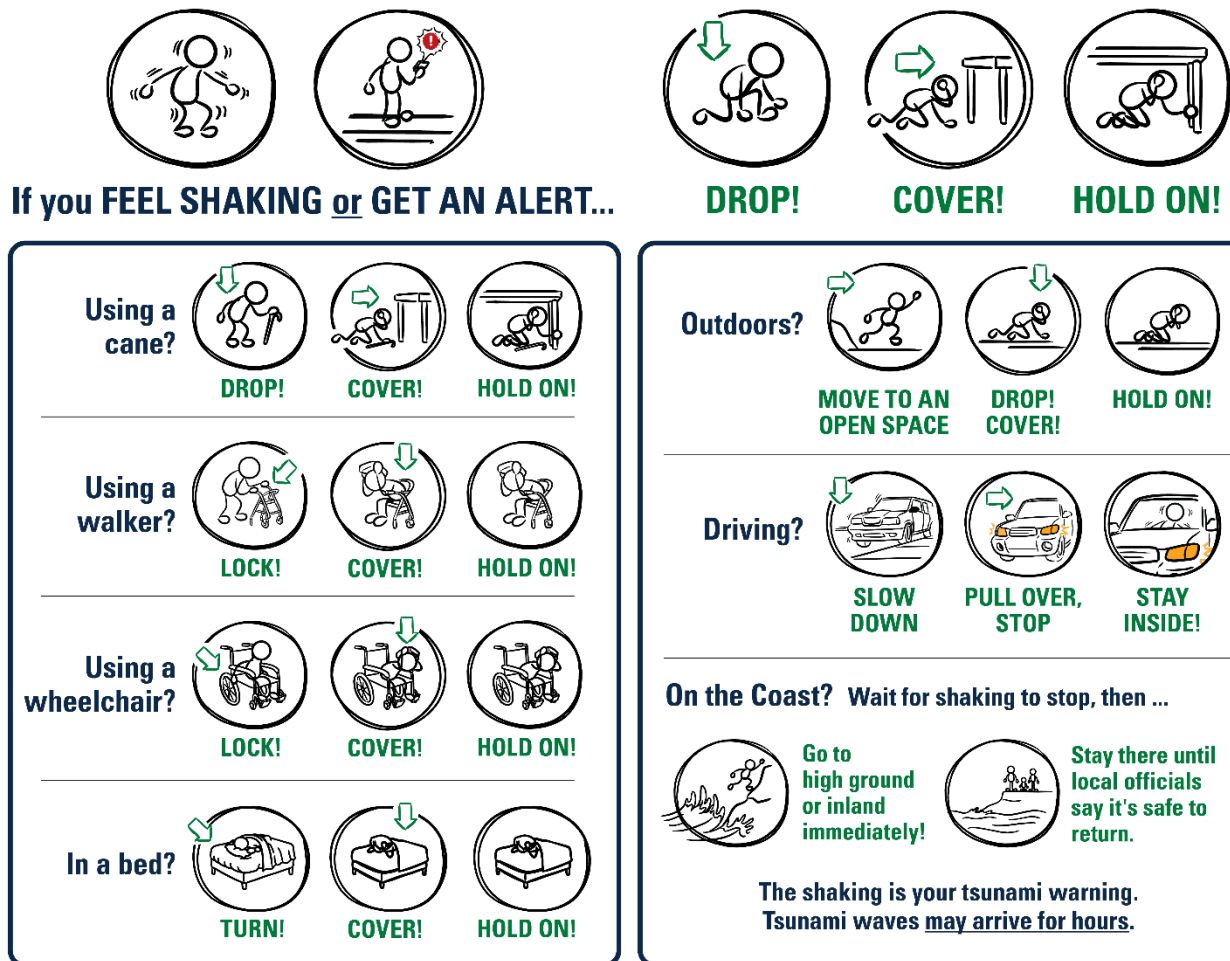 If you FEEL SHAKING or GET AN ALERT...
DROP!
COVER!
HOLD ON!
Using a
cane?
DROP!
COVER!
HOLD ON!
Using a
walker?
LOCK!
COVER!
HOLD ON!
Using a
wheelchair?
LOCK!
COVER!
HOLD ON!
In a bed?
TURN!
COVER!
HOLD ON!
Outdoors?
MOVE TO AN
OPEN SPACE
DROP!
COVER!
HOLD ON!
Driving?
SLOW
DOWN
PULL OVER,
STOP
STAY
INSIDE!
On the Coast? Wait for shaking to stop, then ...
Go to
high ground
or inland
immediately!
Stay there until
local officials
say it's safe to
return.
The shaking is your tsunami warning.
Tsunami waves may arrive for hours.